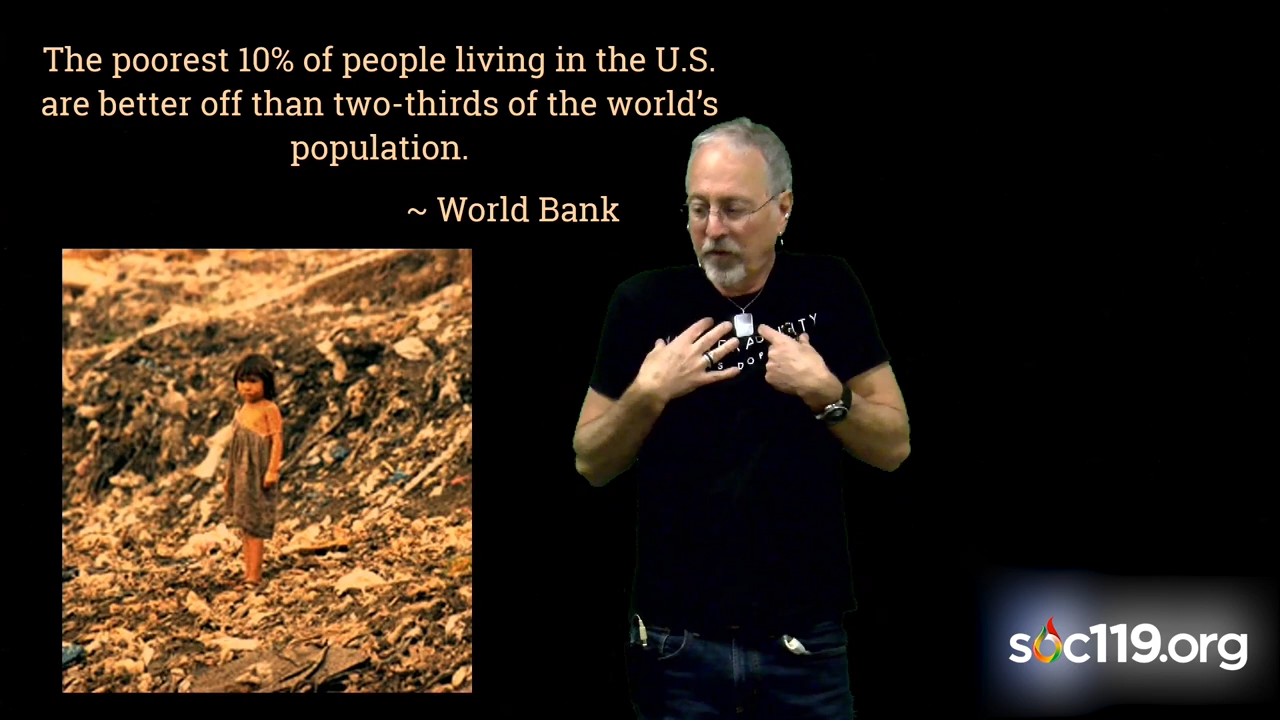 The poorest 10% of people living in the U.S.
are better off than two-thirds of the world’s
population.
~ World Bank
soc119.org